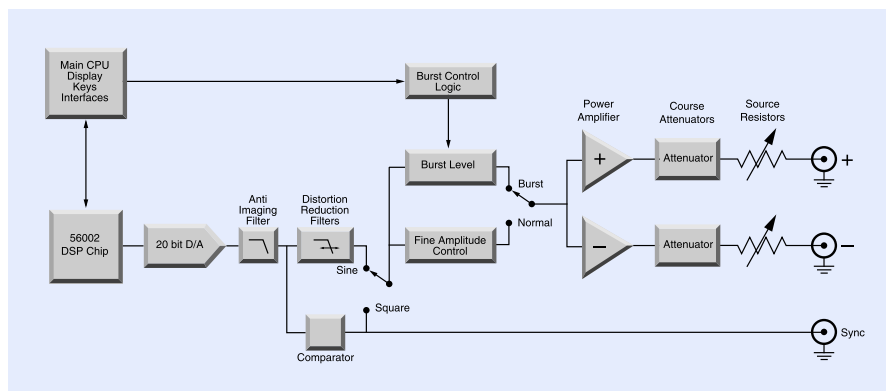 Main CPU
Display
Keys
Interfaces
Burst Control
Logic
Power
Amplifier
Course
Attenuators
Source
Resistors
Burst Level
+
Attenuator
+
Burst
Anti
Imaging
Filter
Distortion
Reduction
Filters
Normal
56002
DSP Chip
20 bit D/A
Fine Amplitude
Control
−
Attenuator
−
Sine
Square
Comparator
Sync